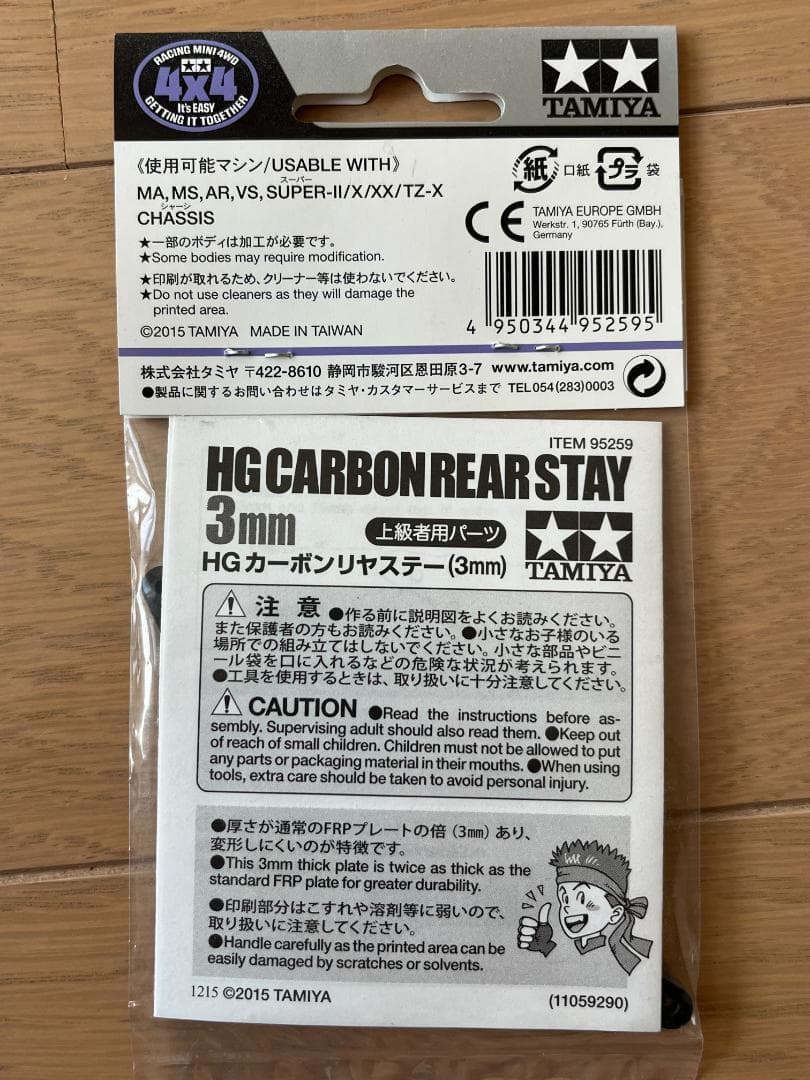 RACING MINI 4WD
4x4
It's EASY
GETTING IT TOGETHER
TAMIYA
《使用可能マシン/USABLE WITH》
スーパー
MA, MS, AR, VS, SUPER-II/X/XX/TZ-X
シャーシ
CHASSIS
★一部のボディは加工が必要です。
★Some bodies may require modification.
★印刷が取れるため、クリーナー等は使わないでください。
★Do not use cleaners as they will damage the
printed area.
©2015 TAMIYA MADE IN TAIWAN
紙 口紙 プラ 袋
CE TAMIYA EUROPE GMBH
Werkstr. 1, 90765 Fürth (Bay.),
Germany
4 950344 952595
株式会社タミヤ 〒422-8610 静岡市駿河区恩田原3-7 www.tamiya.com
●製品に関するお問い合わせはタミヤ・カスタマーサービスまで TEL054(283)0003
ITEM 95259
HG CARBON REAR STAY
3mm
上級者用パーツ
HG カーボンリヤステー(3mm)
TAMIYA
注意 ●作る前に説明図をよくお読みください。
また保護者の方もお読みください。●小さなお子様のいる
場所での組み立てはしないでください。小さな部品やビニ
ール袋を口に入れるなどの危険な状況が考えられます。
●工具を使用するときは、取り扱いに十分注意してください。
CAUTION ●Read the instructions before as-
sembly. Supervising adult should also read them. ●Keep out
of reach of small children. Children must not be allowed to put
any parts or packaging material in their mouths. ●When using
tools, extra care should be taken to avoid personal injury.
●厚さが通常のFRPプレートの倍（3mm）あり、
変形しにくいのが特徴です。
●This 3mm thick plate is twice as thick as the
standard FRP plate for greater durability.
●印刷部分はこすれや溶剤等に弱いので、
取り扱いに注意してください。
●Handle carefully as the printed area can be
easily damaged by scratches or solvents.
1215 ©2015 TAMIYA
(11059290)